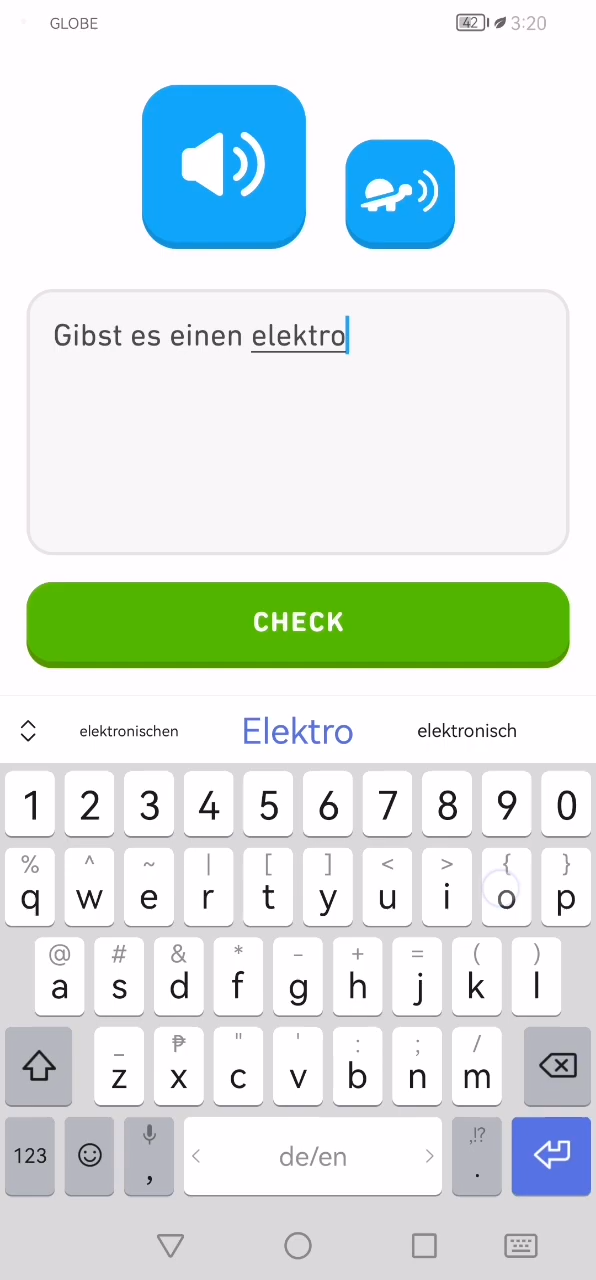 GLOBE 42 3:20
Gibst es einen elektro
CHECK
elektronischen Elektro elektronisch
1 2 3 4 5 6 7 8 9 0
% ^ ~ | [ ] < > { }
q w e r t y u i o p
@ # & * - + = ( )
a s d f g h j k l
_ ₱ " ' : ; /
z x c v b n m
123 , < de/en > ,!? .